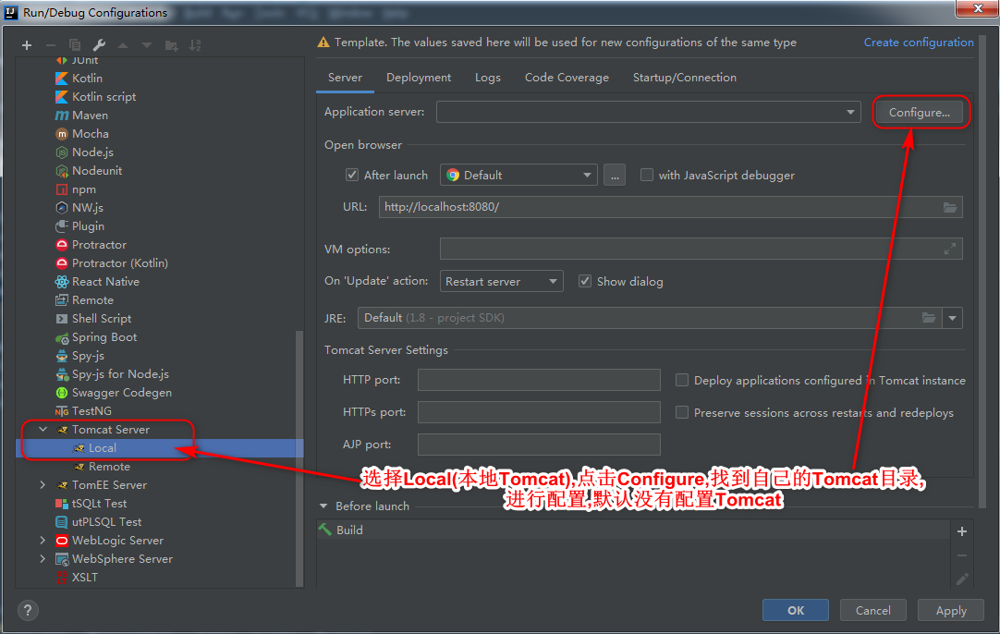 Run/Debug Configurations
JUnit
Kotlin
Kotlin script
Maven
Mocha
Node.js
Nodeunit
npm
NW.js
Plugin
Protractor
Protractor (Kotlin)
React Native
Remote
Shell Script
Spring Boot
Spy-js
Spy-js for Node.js
Swagger Codegen
TestNG
Tomcat Server
Local
Remote
TomEE Server
tSQLt Test
utPLSQL Test
WebLogic Server
WebSphere Server
XSLT
Template. The values saved here will be used for new configurations of the same type Create configuration
Server Deployment Logs Code Coverage Startup/Connection
Application server: Configure...
Open browser
After launch Default ... with JavaScript debugger
URL: http://localhost:8080/
VM options:
On 'Update' action: Restart server Show dialog
JRE: Default (1.8 - project SDK)
Tomcat Server Settings
HTTP port: Deploy applications configured in Tomcat instance
HTTPs port: Preserve sessions across restarts and redeploys
AJP port:
选择Local(本地Tomcat),点击Configure,找到自己的Tomcat目录,
进行配置,默认没有配置Tomcat
Before launch
Build
? OK Cancel Apply